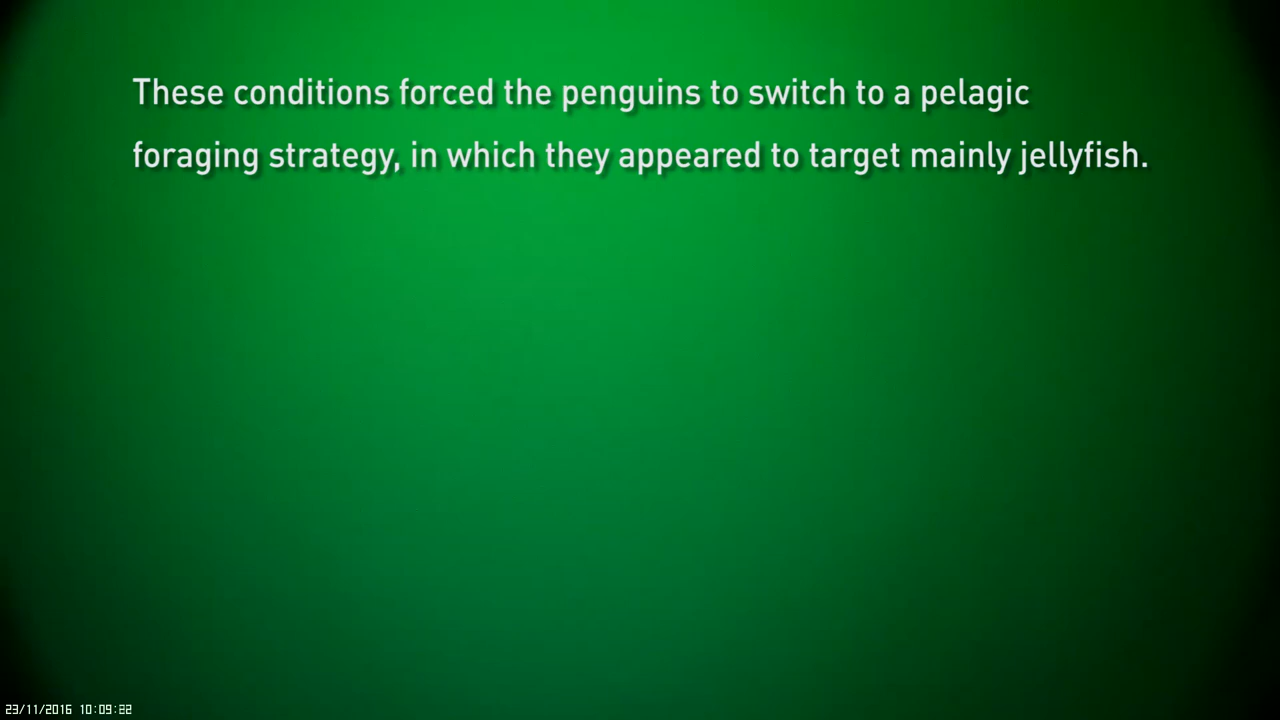 These conditions forced the penguins to switch to a pelagic
foraging strategy, in which they appeared to target mainly jellyfish.
23/11/2016 10:09:22